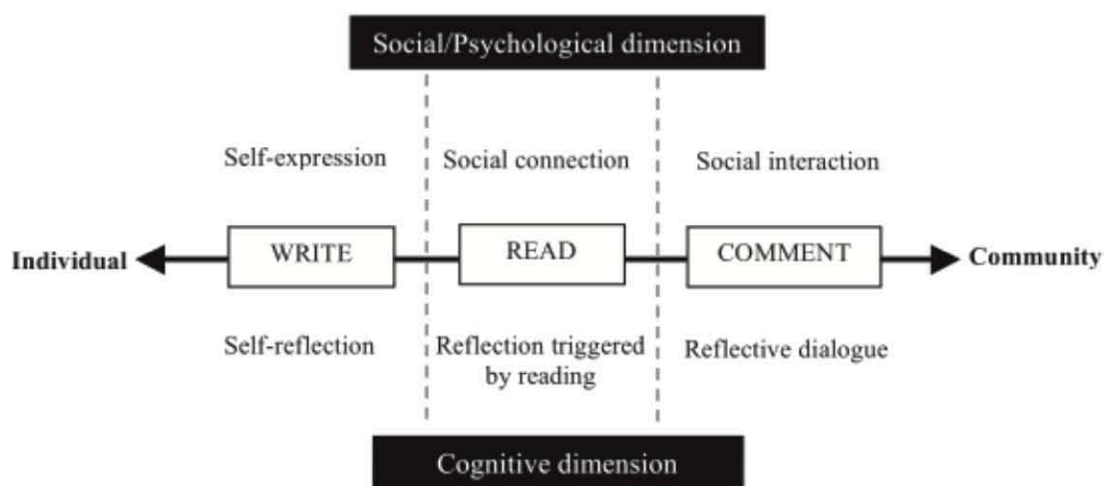 Social/Psychological dimension
Self-expression
Social connection
Social interaction
Individual
WRITE
READ
COMMENT
Community
Self-reflection
Reflection triggered
by reading
Reflective dialogue
Cognitive dimension